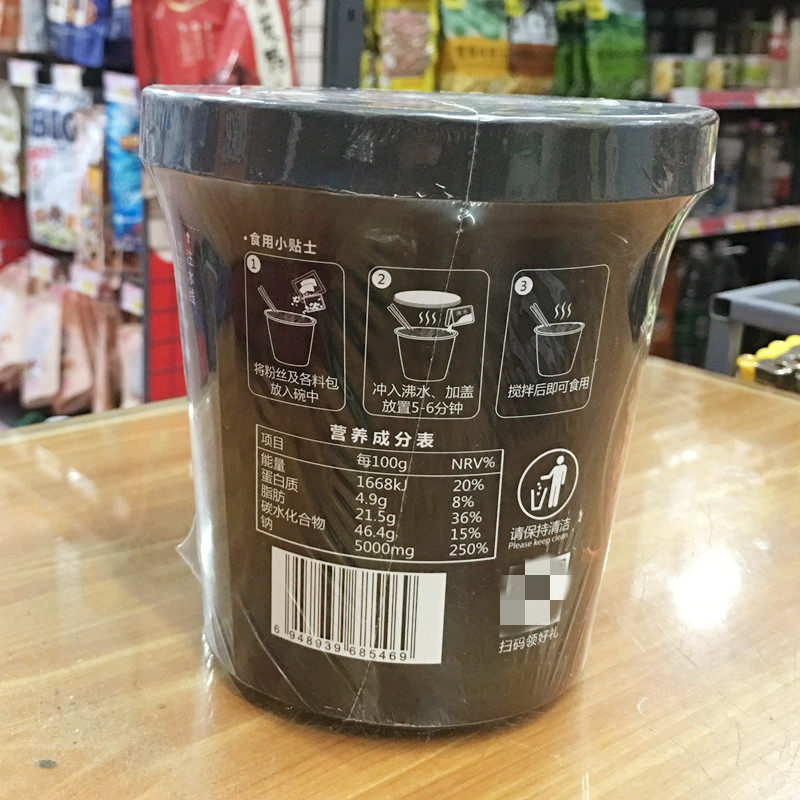 ·食用小贴士
1
将粉丝及各料包
放入碗中
2
冲入沸水、加盖
放置5-6分钟
3
搅拌后即可食用
注水线
营养成分表
项目 每100g NRV%
能量 1668kJ 20%
蛋白质 4.9g 8%
脂肪 21.5g 36%
碳水化合物 46.4g 15%
钠 5000mg 250%
请保持清洁
Please keep clean
6 948939 685469
扫码领好礼